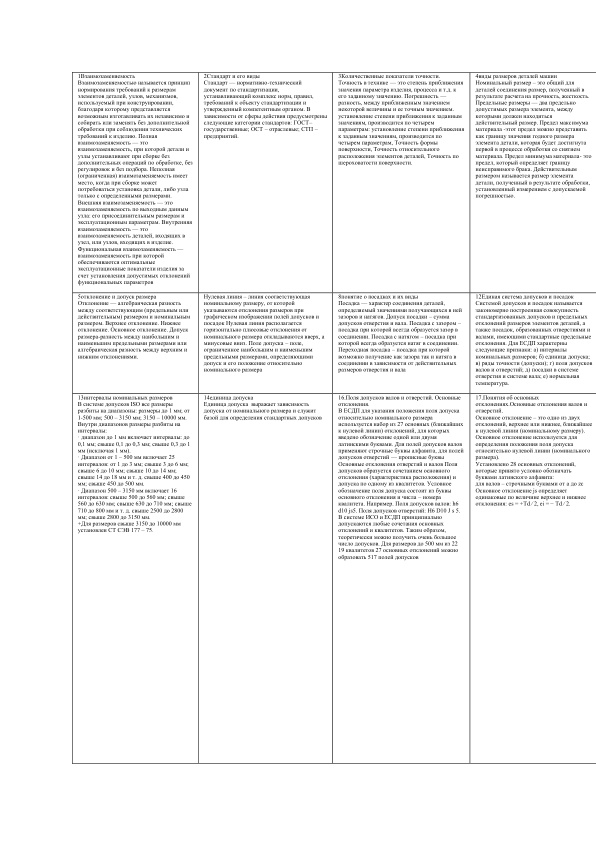 1Взаимозаменяемость
Взаимозаменяемостью называется принцип
нормирования требований к размерам
элементов деталей, узлов, механизмов,
используемый при конструировании,
благодаря которому представляется
возможным изготавливать их независимо и
собирать или заменять без дополнительной
обработки при соблюдении технических
требований к изделию. Полная
взаимозаменяемость — это
взаимозаменяемость, при которой детали и
узлы устанавливают при сборке без
дополнительных операций по обработке, без
регулировок и без подбора. Неполная
(ограниченная) взаимозаменяемость имеет
место, когда при сборке может
потребоваться установка детали, либо узла
только с определенными размерами.
Внешняя взаимозаменяемость — это
взаимозаменяемость по выходным данным
узла: его присоединительным размерам и
эксплуатационным параметрам. Внутренняя
взаимозаменяемость — это
взаимозаменяемость деталей, входящих в
узел, или узлов, входящих в изделие.
Функциональная взаимозаменяемость —
взаимозаменяемость при которой
обеспечиваются оптимальные
эксплуатационные показатели изделия за
счет установления допустимых отклонений
функциональных параметров
2Стандарт и его виды
Стандарт — нормативно-технический
документ по стандартизации,
устанавливающий комплекс норм, правил,
требований к объекту стандартизации и
утвержденный компетентным органом. В
зависимости от сферы действия предусмотрены
следующие категории стандартов: ГОСТ–
государственные; ОСТ – отраслевые; СТП –
предприятий.
3Количественные показатели точности.
Точность в технике — это степень приближения
значения параметра изделия, процесса и т.д. к
его заданному значению. Погрешность —
разность, между приближенным значением
некоторой величины и ее точным значением.
установление степени приближения к заданным
значениям, производится по четырем
параметрам: установление степени приближения
к заданным значениям, производится по
четырем параметрам, Точность формы
поверхности, Точность относительного
расположения элементов деталей, Точность по
шероховатости поверхности.
4виды размеров деталей машин
Номинальный размер – это общий для
деталей соединения размер, полученный в
результате расчета на прочность, жесткость.
Предельные размеры — два предельно
допустимых размера элемента, между
которыми должен находиться
действительный размер. Предел максимума
материала -этот предел можно представить
как границу значения годного размера
элемента детали, которая будет достигнута
первой в процессе обработки со снятием
материала. Предел минимума материала- это
предел, который определяет границу
неисправимого брака. Действительным
размером называется размер элемента
детали, полученный в результате обработки,
установленный измерением с допускаемой
погрешностью.
5отклонение и допуск размера
Отклонение — алгебраическая разность
между соответствующим (предельным или
действительным) размером и номинальным
размером. Верхнее отклонение. Нижнее
отклонение. Основное отклонение. Допуск
размера-разность между наибольшим и
наименьшим предельными размерами или
алгебраическая разность между верхним и
нижним отклонениями.
Нулевая линия – линия соответствующая
номинальному размеру, от которой
указываются отклонения размеров при
графическом изображении полей допусков и
посадок Нулевая линия располагается
горизонтально (плюсовые отклонения от
номинального размера откладываются вверх, а
минусовые вниз. Поле допуска – поле,
ограниченное наибольшим и наименьшим
предельными размерами, определяющими
допуск и его положение относительно
номинального размера
8понятие о посадках и их виды
Посадка — характер соединения деталей,
определяемый значениями получающихся в ней
зазоров и натягов. Допуск посадки – сумма
допусков отверстия и вала. Посадка с зазором –
посадка при которой всегда образуется зазор в
соединении. Посадка с натягом – посадка при
которой всегда образуется натяг в соединении.
Переходная посадка – посадка при которой
возможно получение как зазора так и натяга в
соединении в зависимости от действительных
размеров отверстия и вала.
12Единая система допусков и посадок
Системой допусков и посадок называется
закономерно построенная совокупность
стандартизованных допусков и предельных
отклонений размеров элементов деталей, а
также посадок, образованных отверстиями и
валами, имеющими стандартные предельные
отклонения. Для ЕСДП характерны
следующие признаки: а) интервалы
номинальных размеров; б) единица допуска;
в) ряды точности (допуски); г) поля допусков
валов и отверстий; д) посадки в системе
отверстия и системе вала; е) нормальная
температура.
13интервалы номинальных размеров
В системе допусков ISO все размеры
разбиты на диапазоны: размеры до 1 мм; от
1-500 мм; 500 – 3150 мм, 3150 – 10000 мм.
Внутри диапазонов размеры разбиты на
интервалы:
· диапазон до 1 мм включает интервалы: до
0,1 мм; свыше 0,1 до 0,3 мм; свыше 0,3 до 1
мм (исключая 1 мм).
· Диапазон от 1 – 500 мм включает 25
интервалов: от 1 до 3 мм; свыше 3 до 6 мм;
свыше 6 до 10 мм; свыше 10 до 14 мм;
свыше 14 до 18 мм и т. д, свыше 400 до 450
мм; свыше 450 до 500 мм.
· Диапазон 500 – 3150 мм включает 16
интервалов: свыше 500 до 560 мм; свыше
560 до 630 мм; свыше 630 до 710 мм; свыше
710 до 800 мм и т. д, свыше 2500 до 2800
мм; свыше 2800 до 3150 мм.
+Для размеров свыше 3150 до 10000 мм
установлен СТ СЭВ 177 – 75.
14единица допуска
Единица допуска выражает зависимость
допуска от номинального размера и служит
базой для определения стандартных допусков
16.Поля допусков валов и отверстий. Основные
отклонения.
В ЕСДП для указания положения поля допуска
относительно номинального размера
используется набор из 27 основных (ближайших
к нулевой линии) отклонений, для которых
введено обозначение одной или двумя
латинскими буквами. Для полей допусков валов
применяют строчные буквы алфавита, для полей
допусков отверстий — прописные буквы
Основные отклонения отверстий и валов Поля
допусков образуется сочетанием основного
отклонения (характеристика расположения) и
допуска по одному из квалитетов. Условное
обозначение поля допуска состоит из буквы
основного отклонения и числа – номера
квалитета. Например, Поля допусков валов: h6
d10 js5. Поля допусков отверстий: H6 D10 J s 5.
В системе ИСО и ЕСДП принципиально
допускаются любые сочетания основных
отклонений и квалитетов. Таким образом,
теоретически можно получить очень большое
число допусков. Для размеров до 500 мм из 22
19 квалитетов 27 основных отклонений можно
образовать 517 полей допусков
17.Понятия об основных
отклонениях.Основные отклонения валов и
отверстий.
Основное отклонение – это одно из двух
отклонений, верхнее или нижнее, ближайшее
к нулевой линии (номинальному размеру).
Основное отклонение используется для
определения положения поля допуска
относительно нулевой линии (номинального
размера).
Установлено 28 основных отклонений,
которые принято условно обозначать
буквами латинского алфавита:
для валов – строчными буквами от a до zc
Основное отклонение js определяет
одинаковые по величине верхнее и нижнее
отклонения: es = +Td ⁄ 2, ei = – Td ⁄ 2.